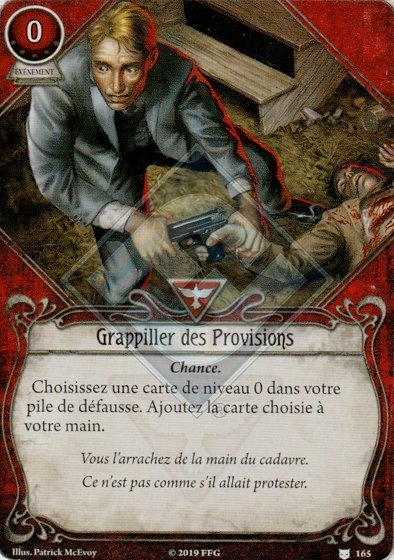 0
ÉVÉNEMENT
Grappiller des Provisions
Chance.
Choisissez une carte de niveau 0 dans votre
pile de défausse. Ajoutez la carte choisie à
votre main.
Vous l'arrachez de la main du cadavre.
Ce n'est pas comme s'il allait protester.
Illus. Patrick McEvoy © 2019 FFG 165